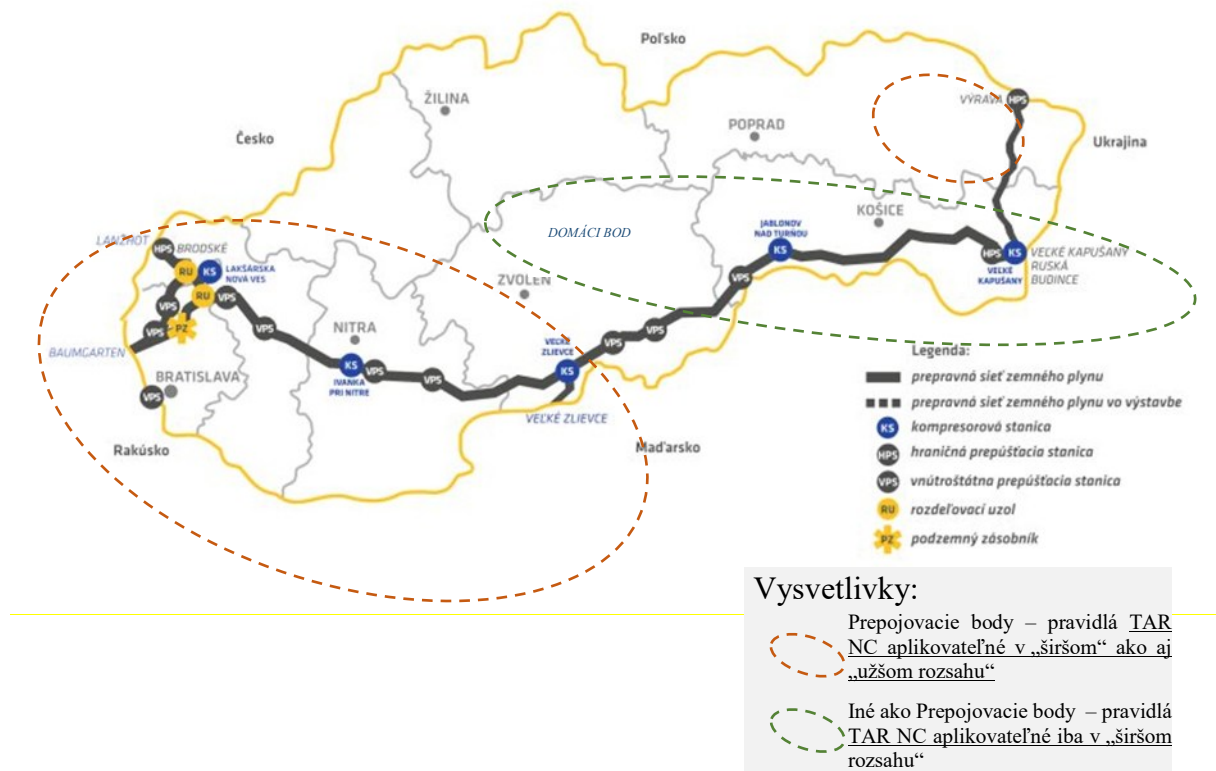 Poľsko
ŽILINA
VÝRAVA
HPS
POPRAD
Česko
Ukrajina
KOŠICE
JABLONOV
NAD TURŇOU
KS
DOMÁCI BOD
LANŽHOT
HPS
BRODSKÉ
RU
KS
LAKŠÁRSKA
NOVÁ VES
HPS
KS
VEĽKÉ
KAPUŠANY
VEĽKÉ KAPUŠANY
RUSKÁ
BUDINCE
VPS
ZVOLEN
RU
VPS
VPS
VPS
PZ
VPS
NITRA
VPS
VPS
BAUMGARTEN
VEĽKÉ
ZLIEVCE
KS
KS
IVANKA
PRI NITRE
VPS
VPS
BRATISLAVA
VPS
VEĽKÉ ZLIEVCE
Rakúsko
Maďarsko
Legenda:
prepravná sieť zemného plynu
prepravná sieť zemného plynu vo výstavbe
KS kompresorová stanica
HPS hraničná prepúšťacia stanica
VPS vnútroštátna prepúšťacia stanica
RU rozdeľovací uzol
PZ podzemný zásobník
Vysvetlivky:
Prepojovacie body – pravidlá TAR
NC aplikovateľné v „širšom“ ako aj
„užšom rozsahu“
Iné ako Prepojovacie body – pravidlá
TAR NC aplikovateľné iba v „širšom
rozsahu“